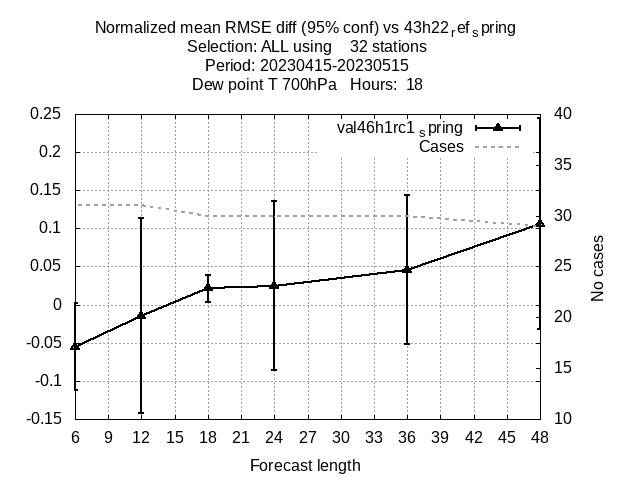 Normalized mean RMSE diff (95% conf) vs 43h22refspring
Selection: ALL using 32 stations
Period: 20230415-20230515
Dew point T 700hPa Hours: 18
val46h1rc1spring
Cases
0.25
0.2
0.15
0.1
0.05
0
-0.05
-0.1
-0.15
40
35
30
25
20
15
10
No cases
6 9 12 15 18 21 24 27 30 33 36 39 42 45 48
Forecast length